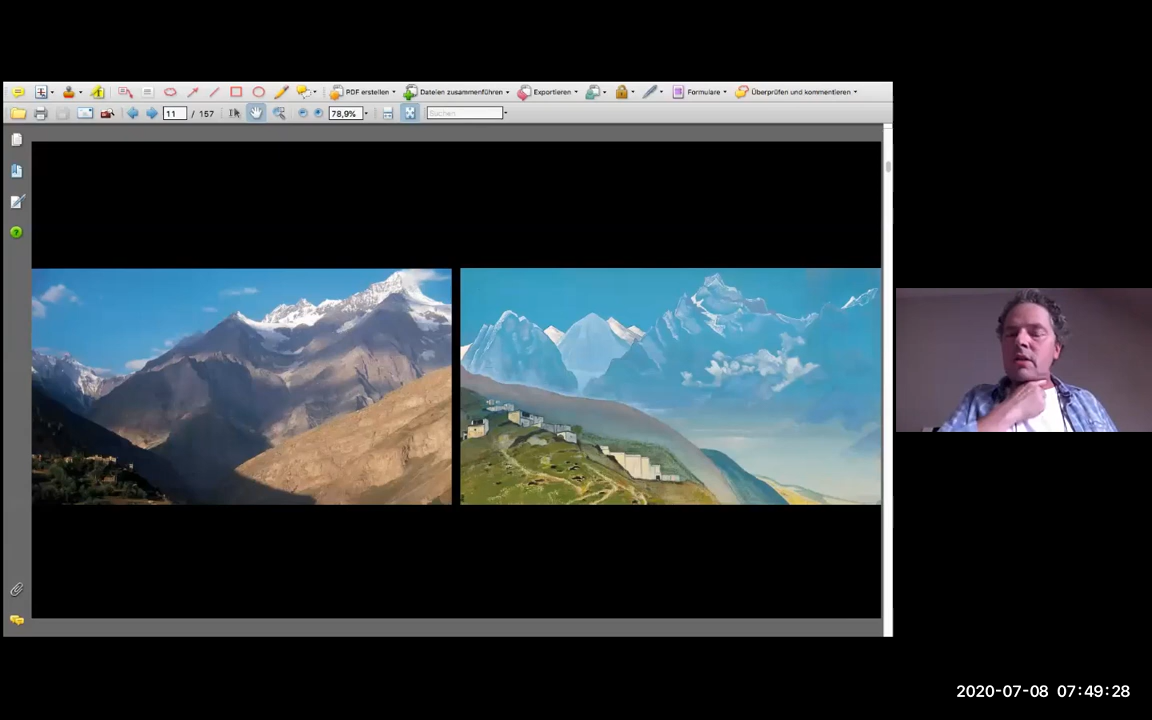 PDF erstellen Dateien zusammenführen Exportieren Formulare Überprüfen und kommentieren
11 / 157 78,9% Suchen
2020-07-08 07:49:28